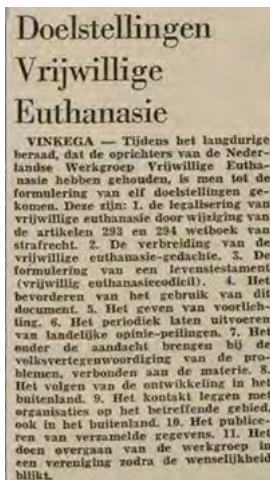 Doelstellingen
Vrijwillige
Euthanasie
VINKEGA — Tijdens het langdurige
beraad, dat de oprichters van de Neder-
landse Werkgroep Vrijwillige Eutha-
nasie hebben gehouden, is men tot de
formulering van elf doelstellingen ge-
komen. Deze zijn: 1. de legalisering van
vrijwillige euthanasie door wijziging van
de artikelen 293 en 294 wetboek van
strafrecht. 2. De verbreiding van de
vrijwillige euthanasie-gedachte. 3. De
formulering van een levenstestament
(vrijwillig euthanasiecodicil). 4. Het
bevorderen van het gebruik van dit
document. 5. Het geven van voorlich-
ting. 6. Het periodiek laten uitvoeren
van landelijke opinie-peilingen. 7. Het
onder de aandacht brengen bij de
volksvertegenwoordiging van de pro-
blemen, verbonden aan de materie. 8.
Het volgen van de ontwikkeling in het
buitenland. 9. Het kontakt leggen met
organisaties op het betreffende gebied,
ook in het buitenland. 10. Het publice-
ren van verzamelde gegevens. 11. Het
doen overgaan van de werkgroep in
een vereniging zodra de wenselijkheid
blijkt.